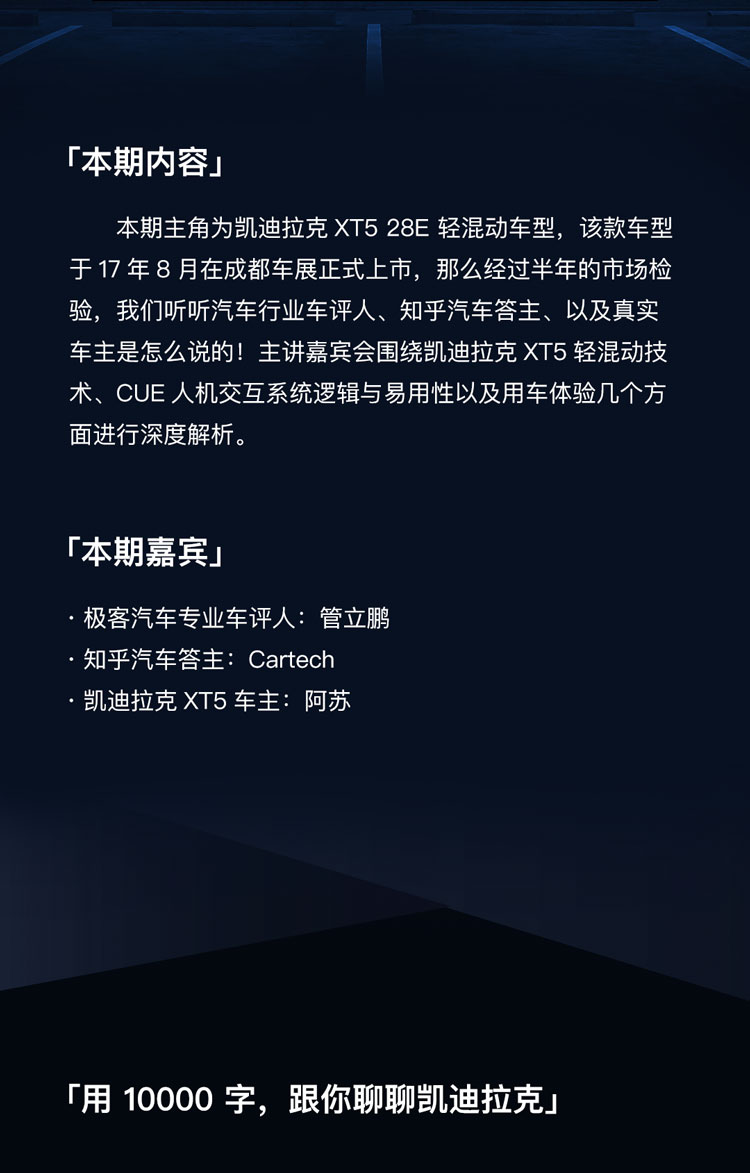 「本期内容」
本期主角为凯迪拉克 XT5 28E 轻混动车型，该款车型
于 17 年 8 月在成都车展正式上市，那么经过半年的市场检
验，我们听听汽车行业车评人、知乎汽车答主、以及真实
车主是怎么说的！主讲嘉宾会围绕凯迪拉克 XT5 轻混动技
术、CUE 人机交互系统逻辑与易用性以及用车体验几个方
面进行深度解析。
「本期嘉宾」
· 极客汽车专业车评人：管立鹏
· 知乎汽车答主：Cartech
· 凯迪拉克 XT5 车主：阿苏
「用 10000 字，跟你聊聊凯迪拉克」